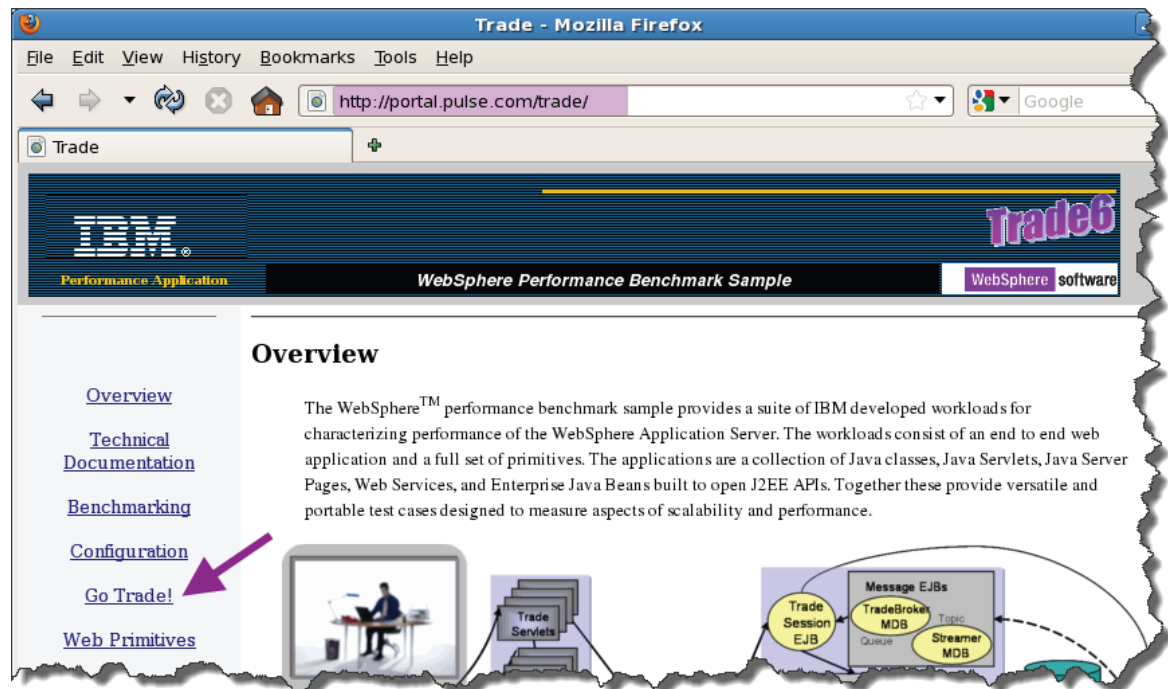 Trade - Mozilla Firefox
File Edit View History Bookmarks Tools Help
http://portal.pulse.com/trade/
Google
Trade
IBM®
Trade6
Performance Application
WebSphere Performance Benchmark Sample
WebSphere software
Overview
Technical
Documentation
Benchmarking
Configuration
Go Trade!
Web Primitives
Overview
The WebSphere™ performance benchmark sample provides a suite of IBM developed workloads for
characterizing performance of the WebSphere Application Server. The workloads consist of an end to end web
application and a full set of primitives. The applications are a collection of Java classes, Java Servlets, Java Server
Pages, Web Services, and Enterprise Java Beans built to open J2EE APIs. Together these provide versatile and
portable test cases designed to measure aspects of scalability and performance.
Trade
Servlets
Trade
Session
EJB
Message EJBs
TradeBroker
MDB
Topic
Queue
Streamer
MDB